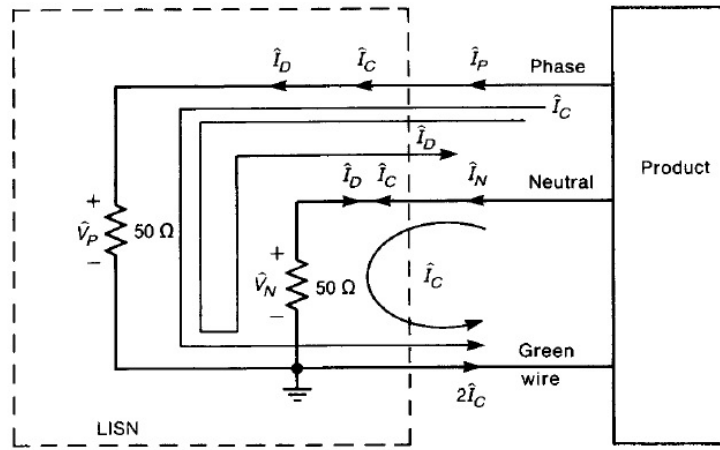 Î_D Î_C Î_P Phase
Î_C
Î_D
Î_D Î_C Î_N Neutral
Product
+
V̂_P 50 Ω
−
+
V̂_N 50 Ω
−
Î_C
Green
wire
2Î_C
LISN